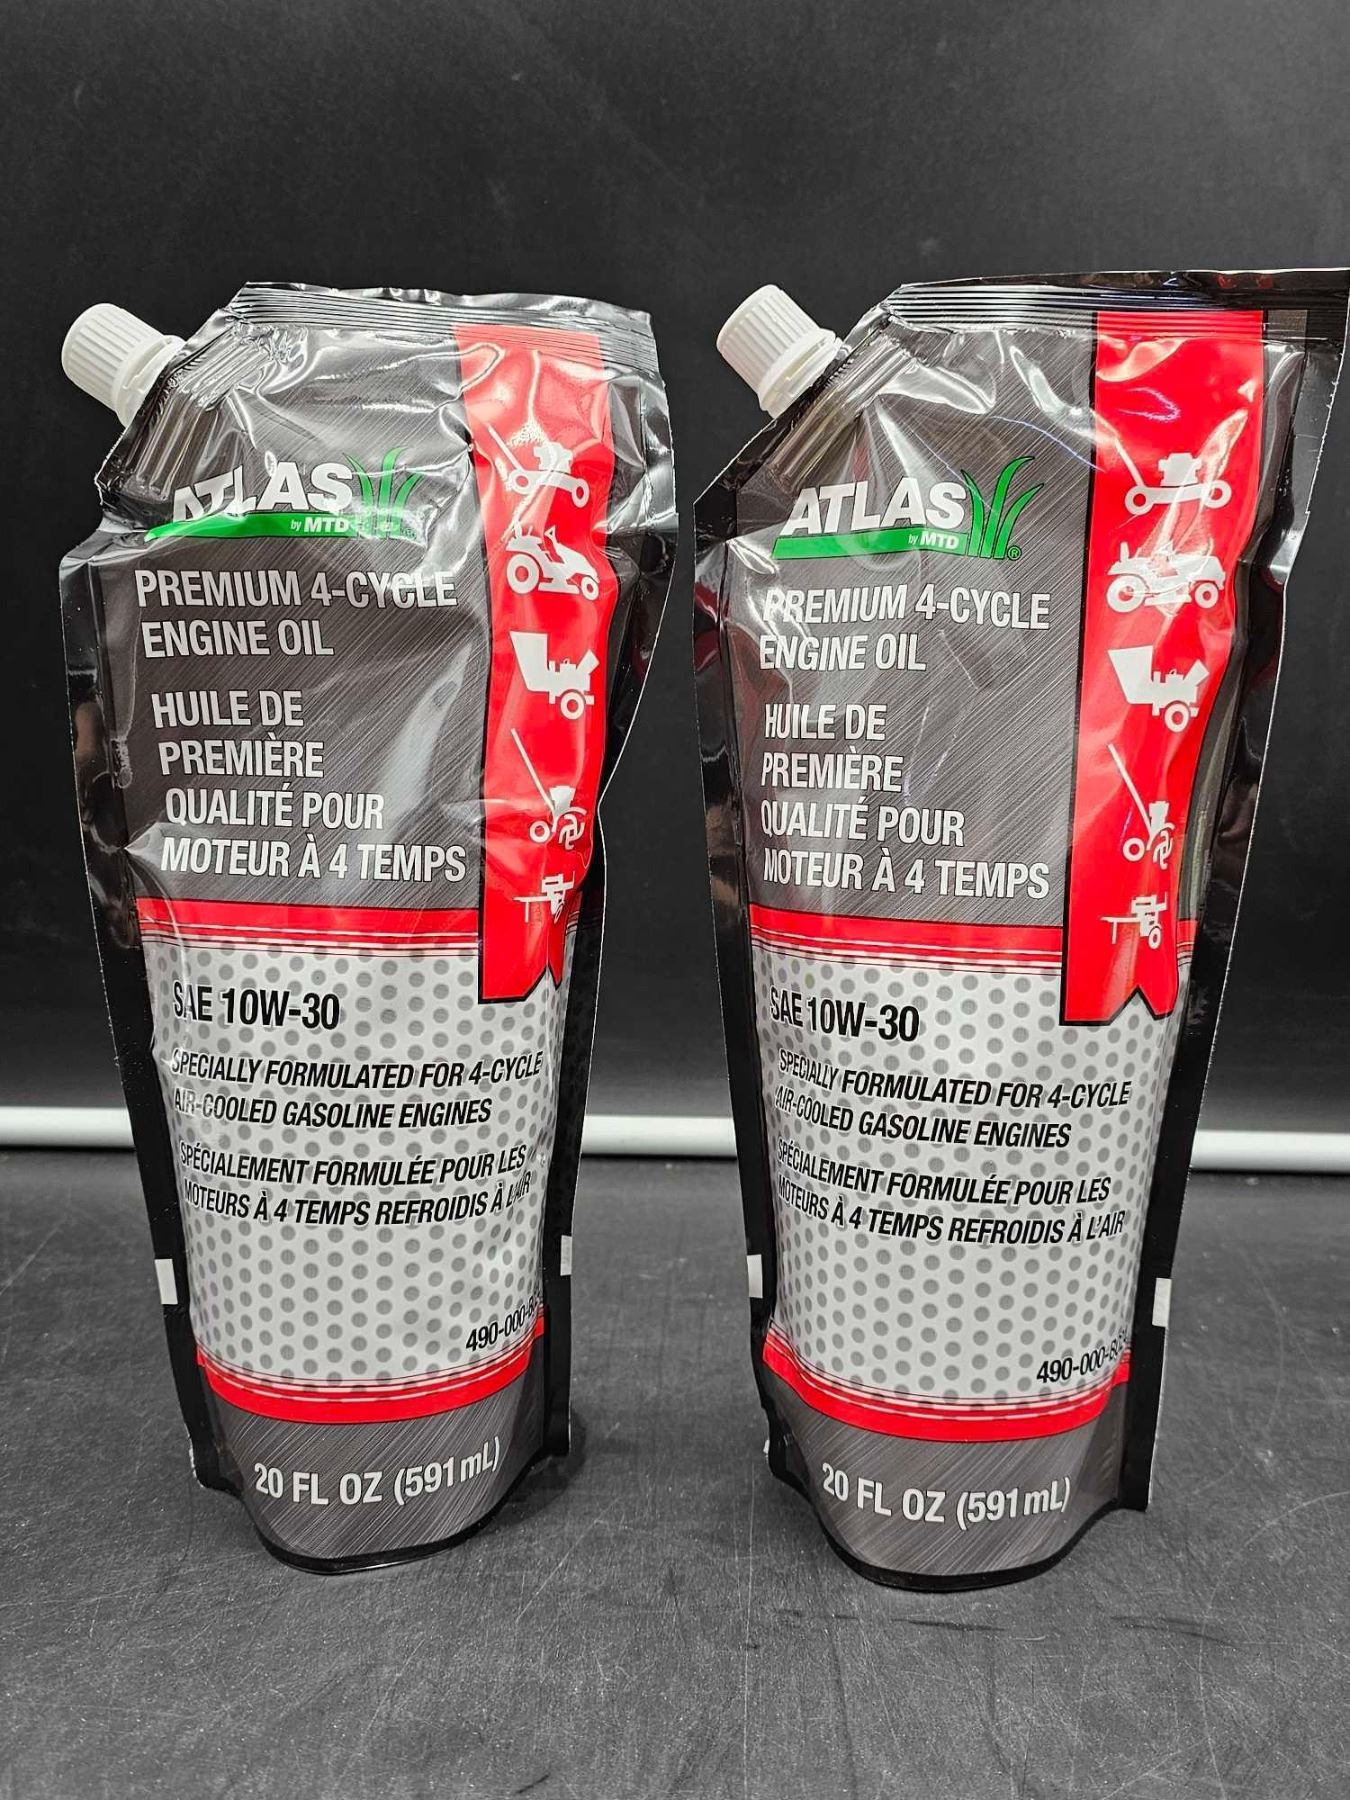 ATLAS
by MTD
PREMIUM 4-CYCLE
ENGINE OIL
HUILE DE
PREMIÈRE
QUALITÉ POUR
MOTEUR À 4 TEMPS
SAE 10W-30
SPECIALLY FORMULATED FOR 4-CYCLE
AIR-COOLED GASOLINE ENGINES
SPÉCIALEMENT FORMULÉE POUR LES
MOTEURS À 4 TEMPS REFROIDIS À L'AIR
20 FL OZ (591 mL)
ATLAS
by MTD ®
PREMIUM 4-CYCLE
ENGINE OIL
HUILE DE
PREMIÈRE
QUALITÉ POUR
MOTEUR À 4 TEMPS
SAE 10W-30
SPECIALLY FORMULATED FOR 4-CYCLE
AIR-COOLED GASOLINE ENGINES
SPÉCIALEMENT FORMULÉE POUR LES
MOTEURS À 4 TEMPS REFROIDIS À L'AIR
20 FL OZ (591 mL)